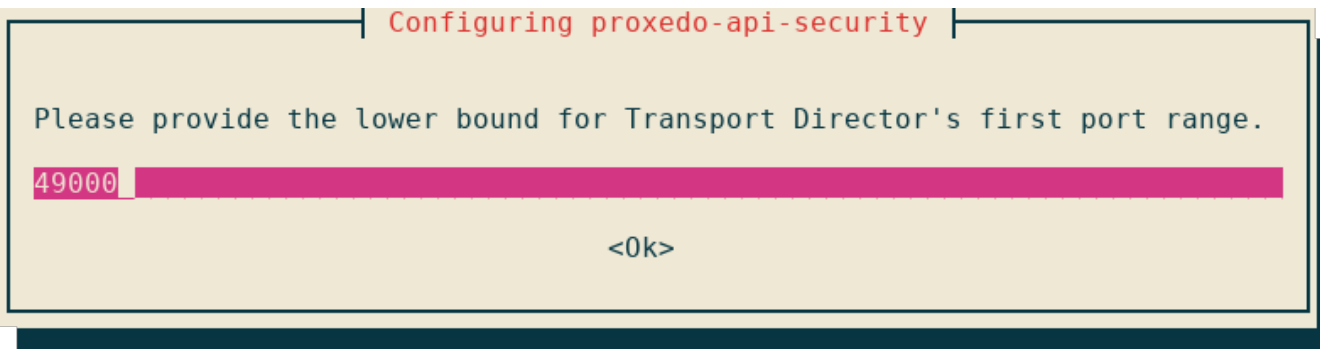 Configuring proxedo-api-security
Please provide the lower bound for Transport Director's first port range.
49000
<Ok>